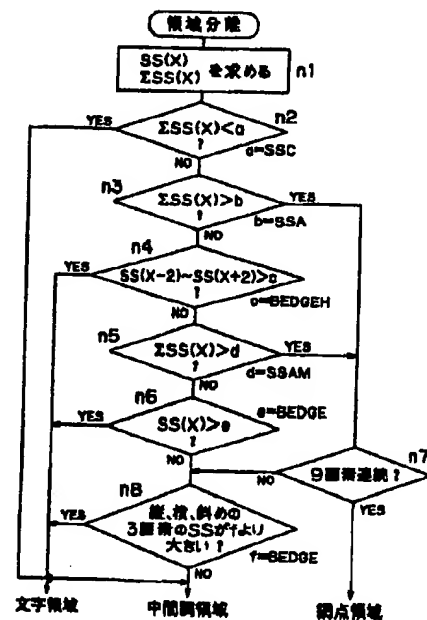 領域分離
SS(X)
ΣSS(X) を求める
n1
YES
n2
ΣSS(X)<a
?
a=SSC
NO
n3
ΣSS(X)>b
?
YES
b=SSA
NO
n4
YES
SS(X-2)~SS(X+2)>c
?
c=BEDGEH
NO
n5
ΣSS(X)>d
?
YES
d=SSAM
NO
n6
YES
SS(X)>e
?
e=BEDGE
NO
n7
9画素連続?
NO
YES
n8
YES
縦、横、斜めの
3画素のSSがfより
大きい?
f=BEDGE
NO
文字領域
中間調領域
網点領域